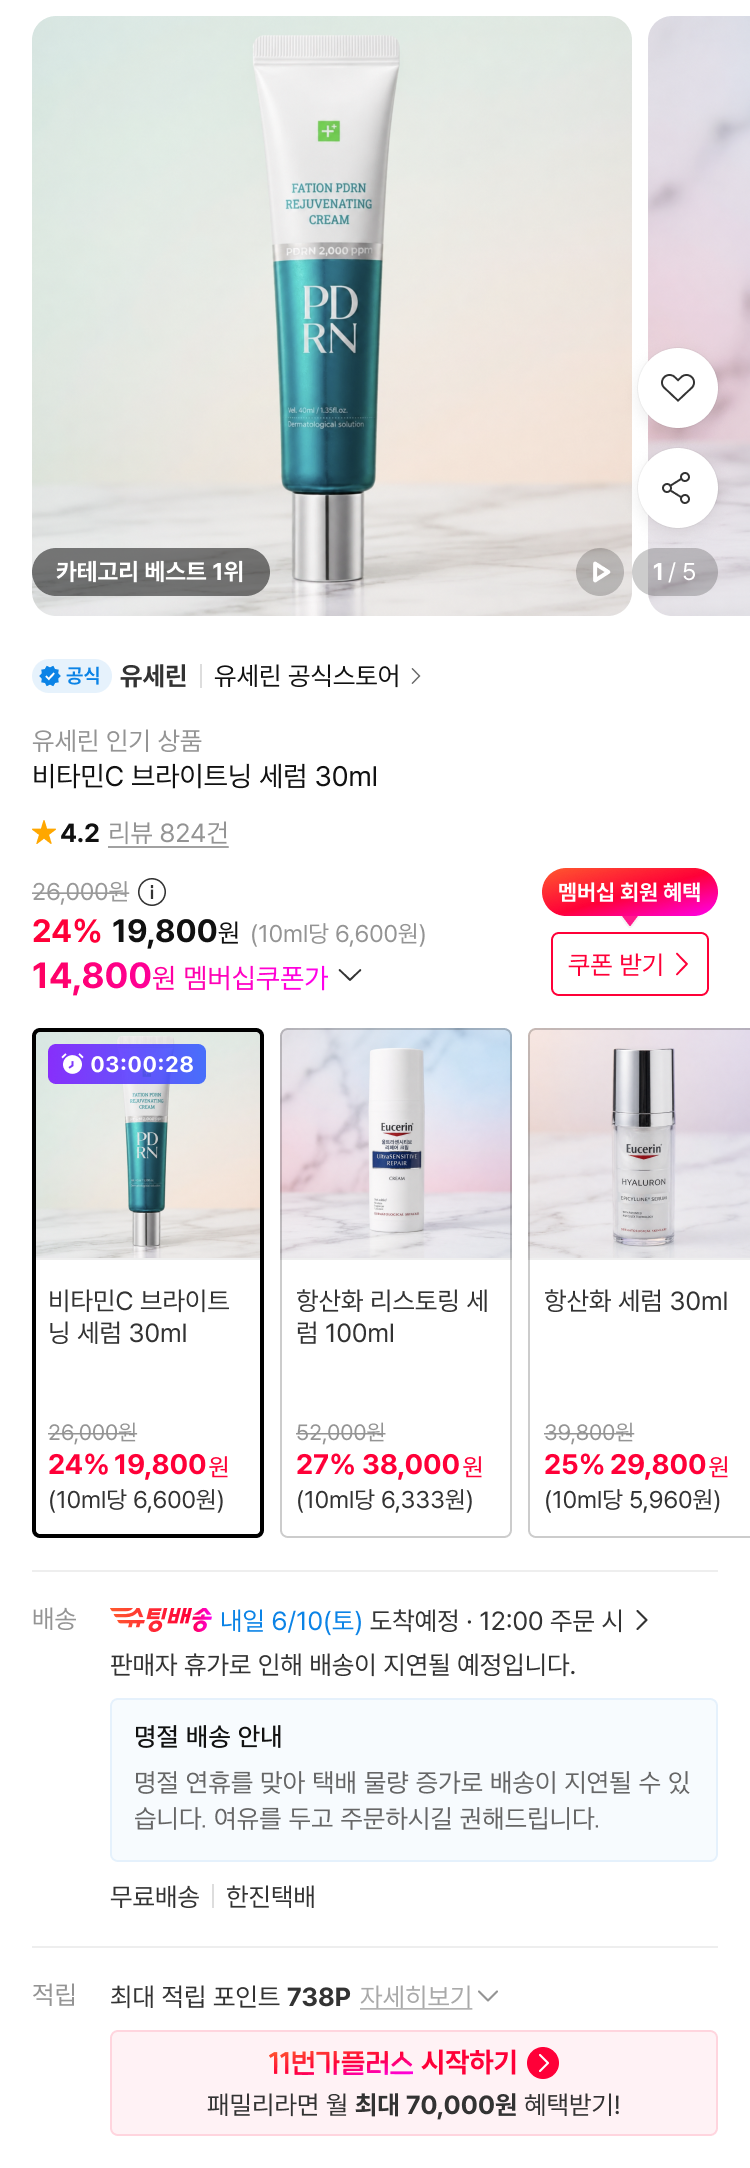 FATION PDRN
REJUVENATING
CREAM
PDRN 2,000 ppm
PD
RN
Vel. 40ml / 1.35fl.oz.
Dermatological solution
카테고리 베스트 1위
1 / 5
공식 유세린 유세린 공식스토어
유세린 인기 상품
비타민C 브라이트닝 세럼 30ml
4.2 리뷰 824건
26,000원
멤버십 회원 혜택
24% 19,800원 (10ml당 6,600원)
14,800원 멤버십쿠폰가
쿠폰 받기
03:00:28
FATION PDRN
REJUVENATING
CREAM
PD
RN
비타민C 브라이트
닝 세럼 30ml
26,000원
24% 19,800원
(10ml당 6,600원)
Eucerin
UltraSENSITIVE
REPAIR
CREAM
항산화 리스토링 세
럼 100ml
52,000원
27% 38,000원
(10ml당 6,333원)
Eucerin
HYALURON
항산화 세럼 30ml
39,800원
25% 29,800원
(10ml당 5,960원)
배송 슈팅배송 내일 6/10(토) 도착예정 · 12:00 주문 시
판매자 휴가로 인해 배송이 지연될 예정입니다.
명절 배송 안내
명절 연휴를 맞아 택배 물량 증가로 배송이 지연될 수 있
습니다. 여유를 두고 주문하시길 권해드립니다.
무료배송 한진택배
적립 최대 적립 포인트 738P 자세히보기
11번가플러스 시작하기
패밀리라면 월 최대 70,000원 혜택받기!